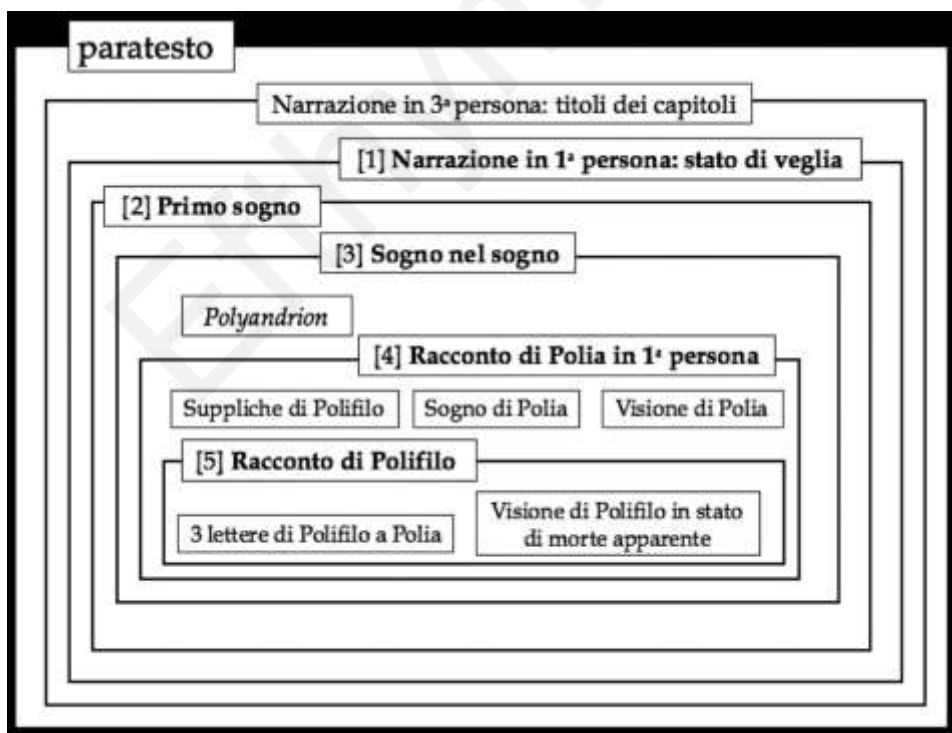 paratesto
Narrazione in 3ª persona: titoli dei capitoli
[1] Narrazione in 1ª persona: stato di veglia
[2] Primo sogno
[3] Sogno nel sogno
Polyandrion
[4] Racconto di Polia in 1ª persona
Suppliche di Polifilo
Sogno di Polia
Visione di Polia
[5] Racconto di Polifilo
3 lettere di Polifilo a Polia
Visione di Polifilo in stato
di morte apparente